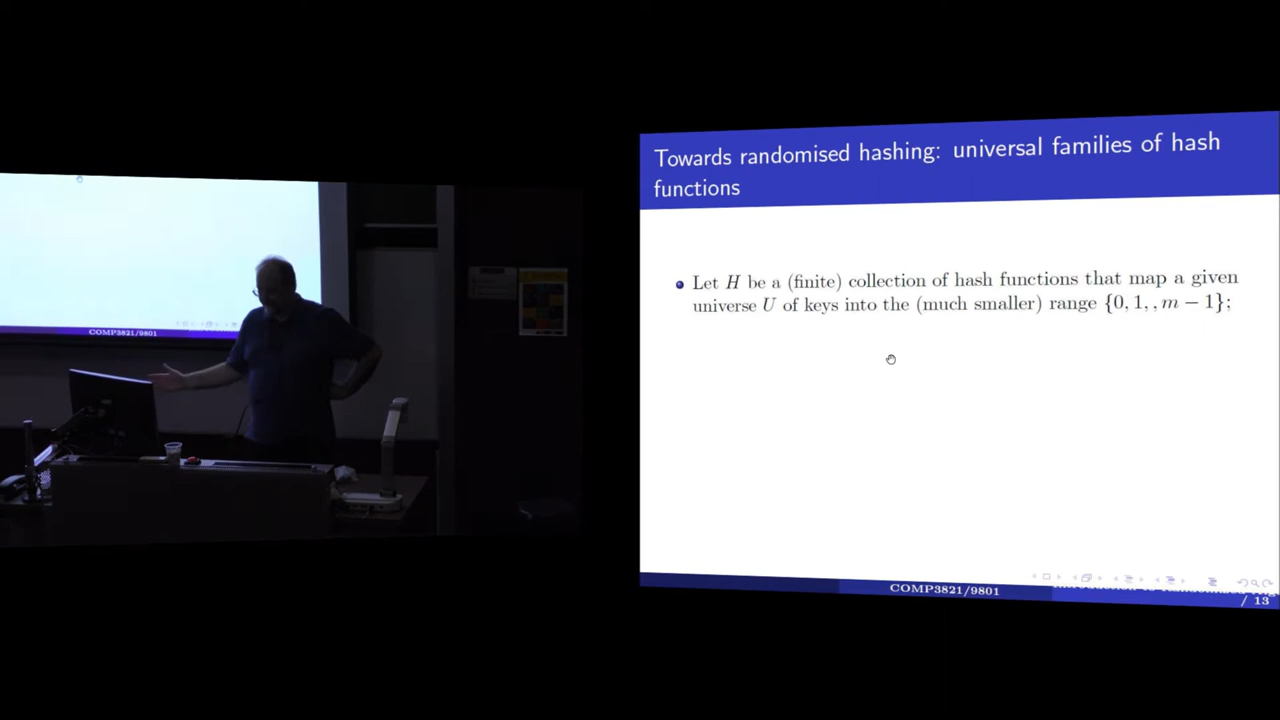 Towards randomised hashing: universal families of hash
functions
Let H be a (finite) collection of hash functions that map a given
universe U of keys into the (much smaller) range {0, 1, , m − 1};
COMP3821/9801
COMP3821/9801
/ 13